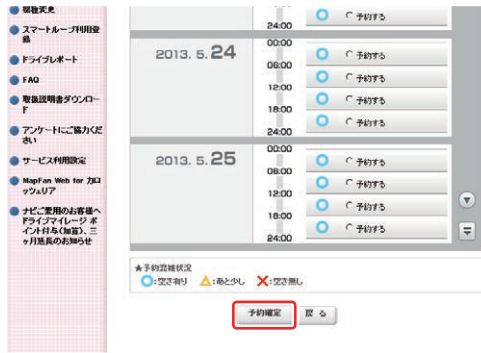 機種変更
スマートループ利用登
録
ドライブレポート
FAQ
取扱説明書ダウンロー
ド
アンケートにご協力くだ
さい
サービス利用設定
MapFan Web for カロ
ッツェリア
ナビご愛用のお客様へ
ドライブマイレージ ポ
イント付与(加算)、三
ヶ月延長のお知らせ
24:00
予約する
2013. 5. 24
00:00
06:00
12:00
18:00
24:00
予約する
予約する
予約する
予約する
2013. 5. 25
00:00
06:00
12:00
18:00
24:00
予約する
予約する
予約する
予約する
★予約混雑状況
:空き有り :あと少し :空き無し
予約確定 戻る